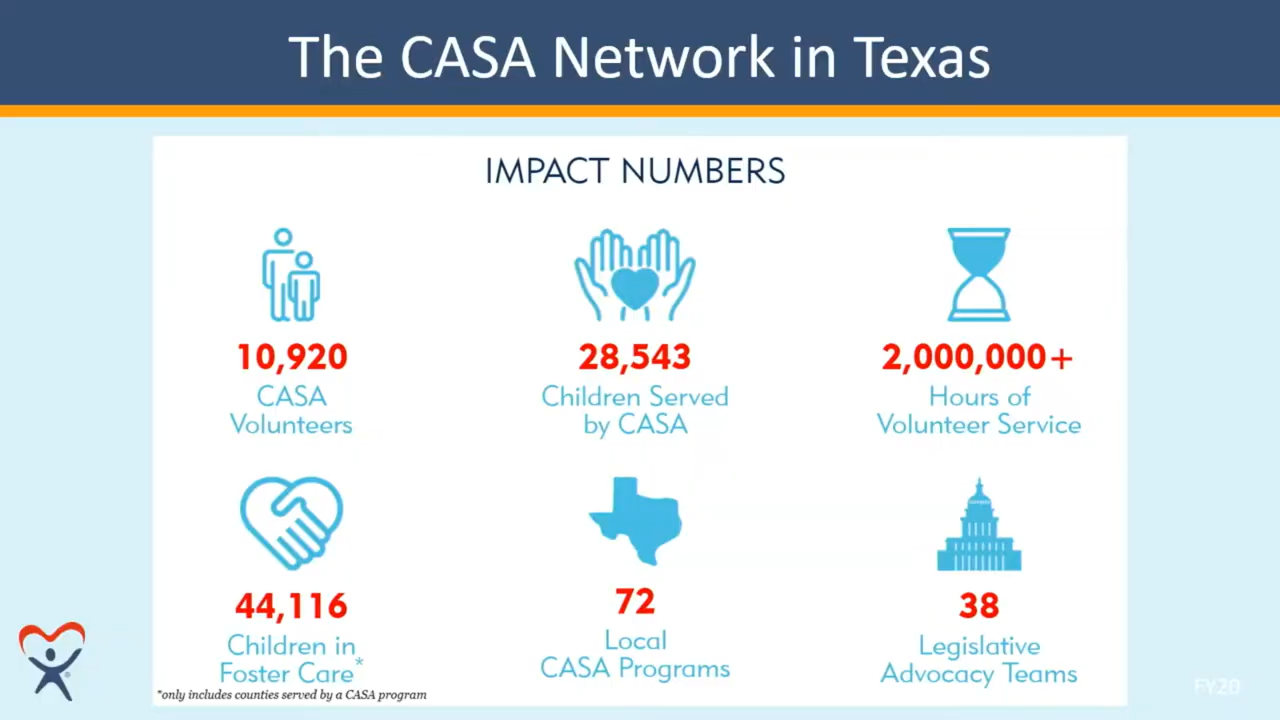 The CASA Network in Texas
IMPACT NUMBERS
10,920
CASA
Volunteers
28,543
Children Served
by CASA
2,000,000+
Hours of
Volunteer Service
44,116
Children in
Foster Care*
*only includes counties served by a CASA program
72
Local
CASA Programs
38
Legislative
Advocacy Teams
®
FY20